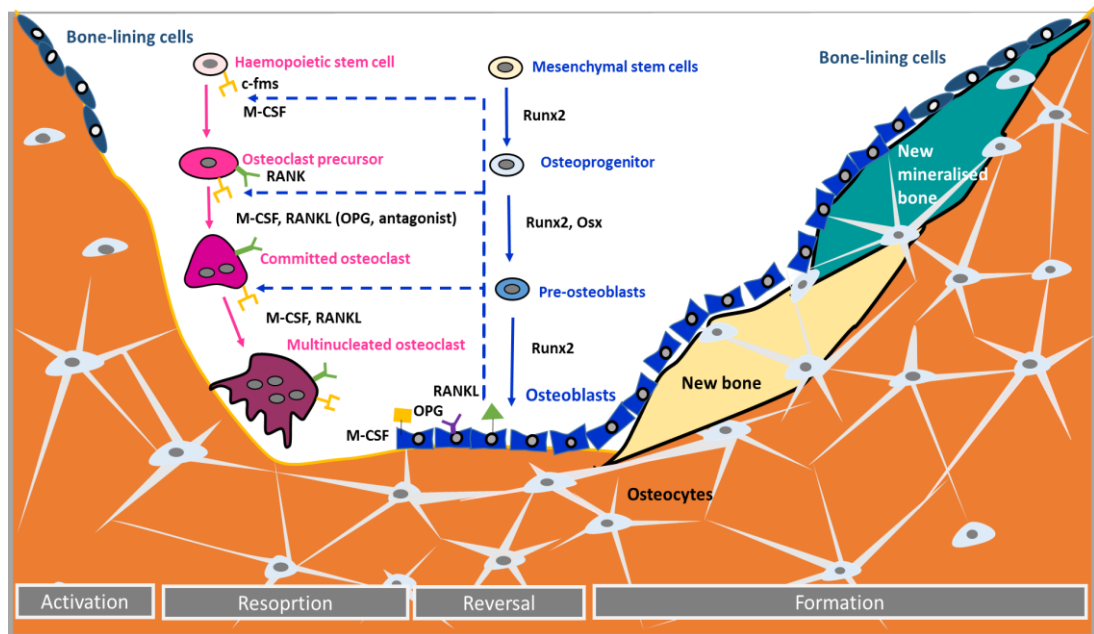 Bone-lining cells
Haemopoietic stem cell
c-fms
M-CSF
Osteoclast precursor
RANK
M-CSF, RANKL (OPG, antagonist)
Committed osteoclast
M-CSF, RANKL
Multinucleated osteoclast
Mesenchymal stem cells
Runx2
Osteoprogenitor
Runx2, Osx
Pre-osteoblasts
Runx2
RANKL
Osteoblasts
OPG
M-CSF
Bone-lining cells
New
mineralised
bone
New bone
Osteocytes
Activation
Resoprtion
Reversal
Formation